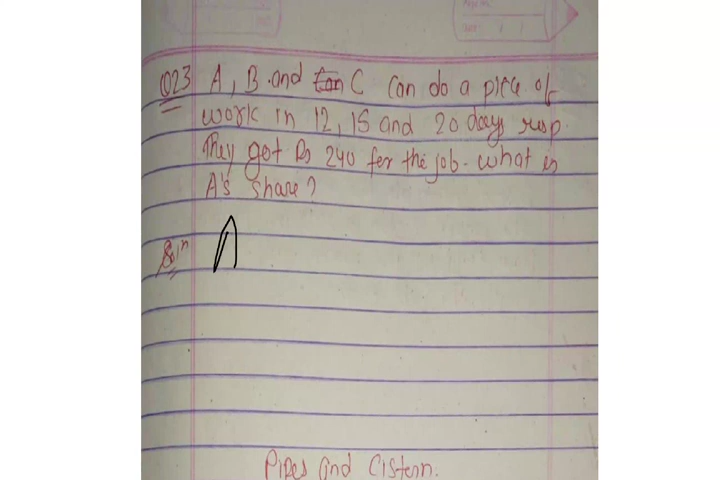 Q23 A, B and C can do a piece of
work in 12, 15 and 20 days resp.
They got Rs 240 for the job. what is
A's share?
Soln
Pipes and Cistern.